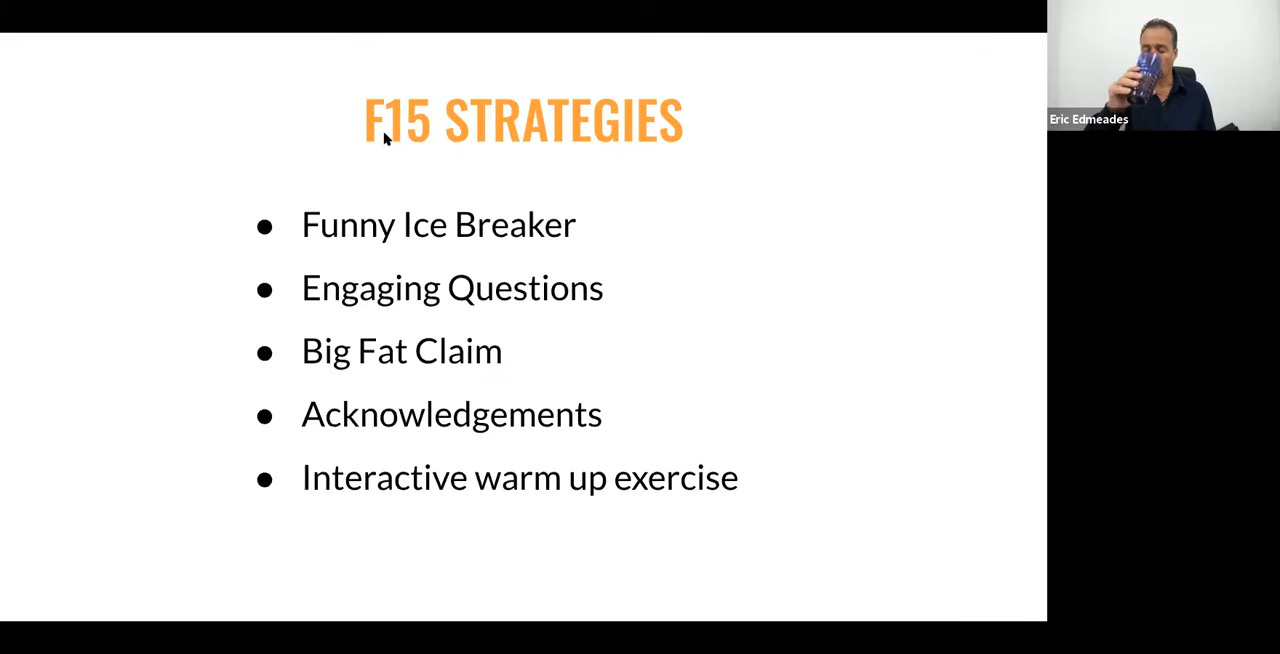 F15 STRATEGIES
● Funny Ice Breaker
● Engaging Questions
● Big Fat Claim
● Acknowledgements
● Interactive warm up exercise
Eric Edmeades